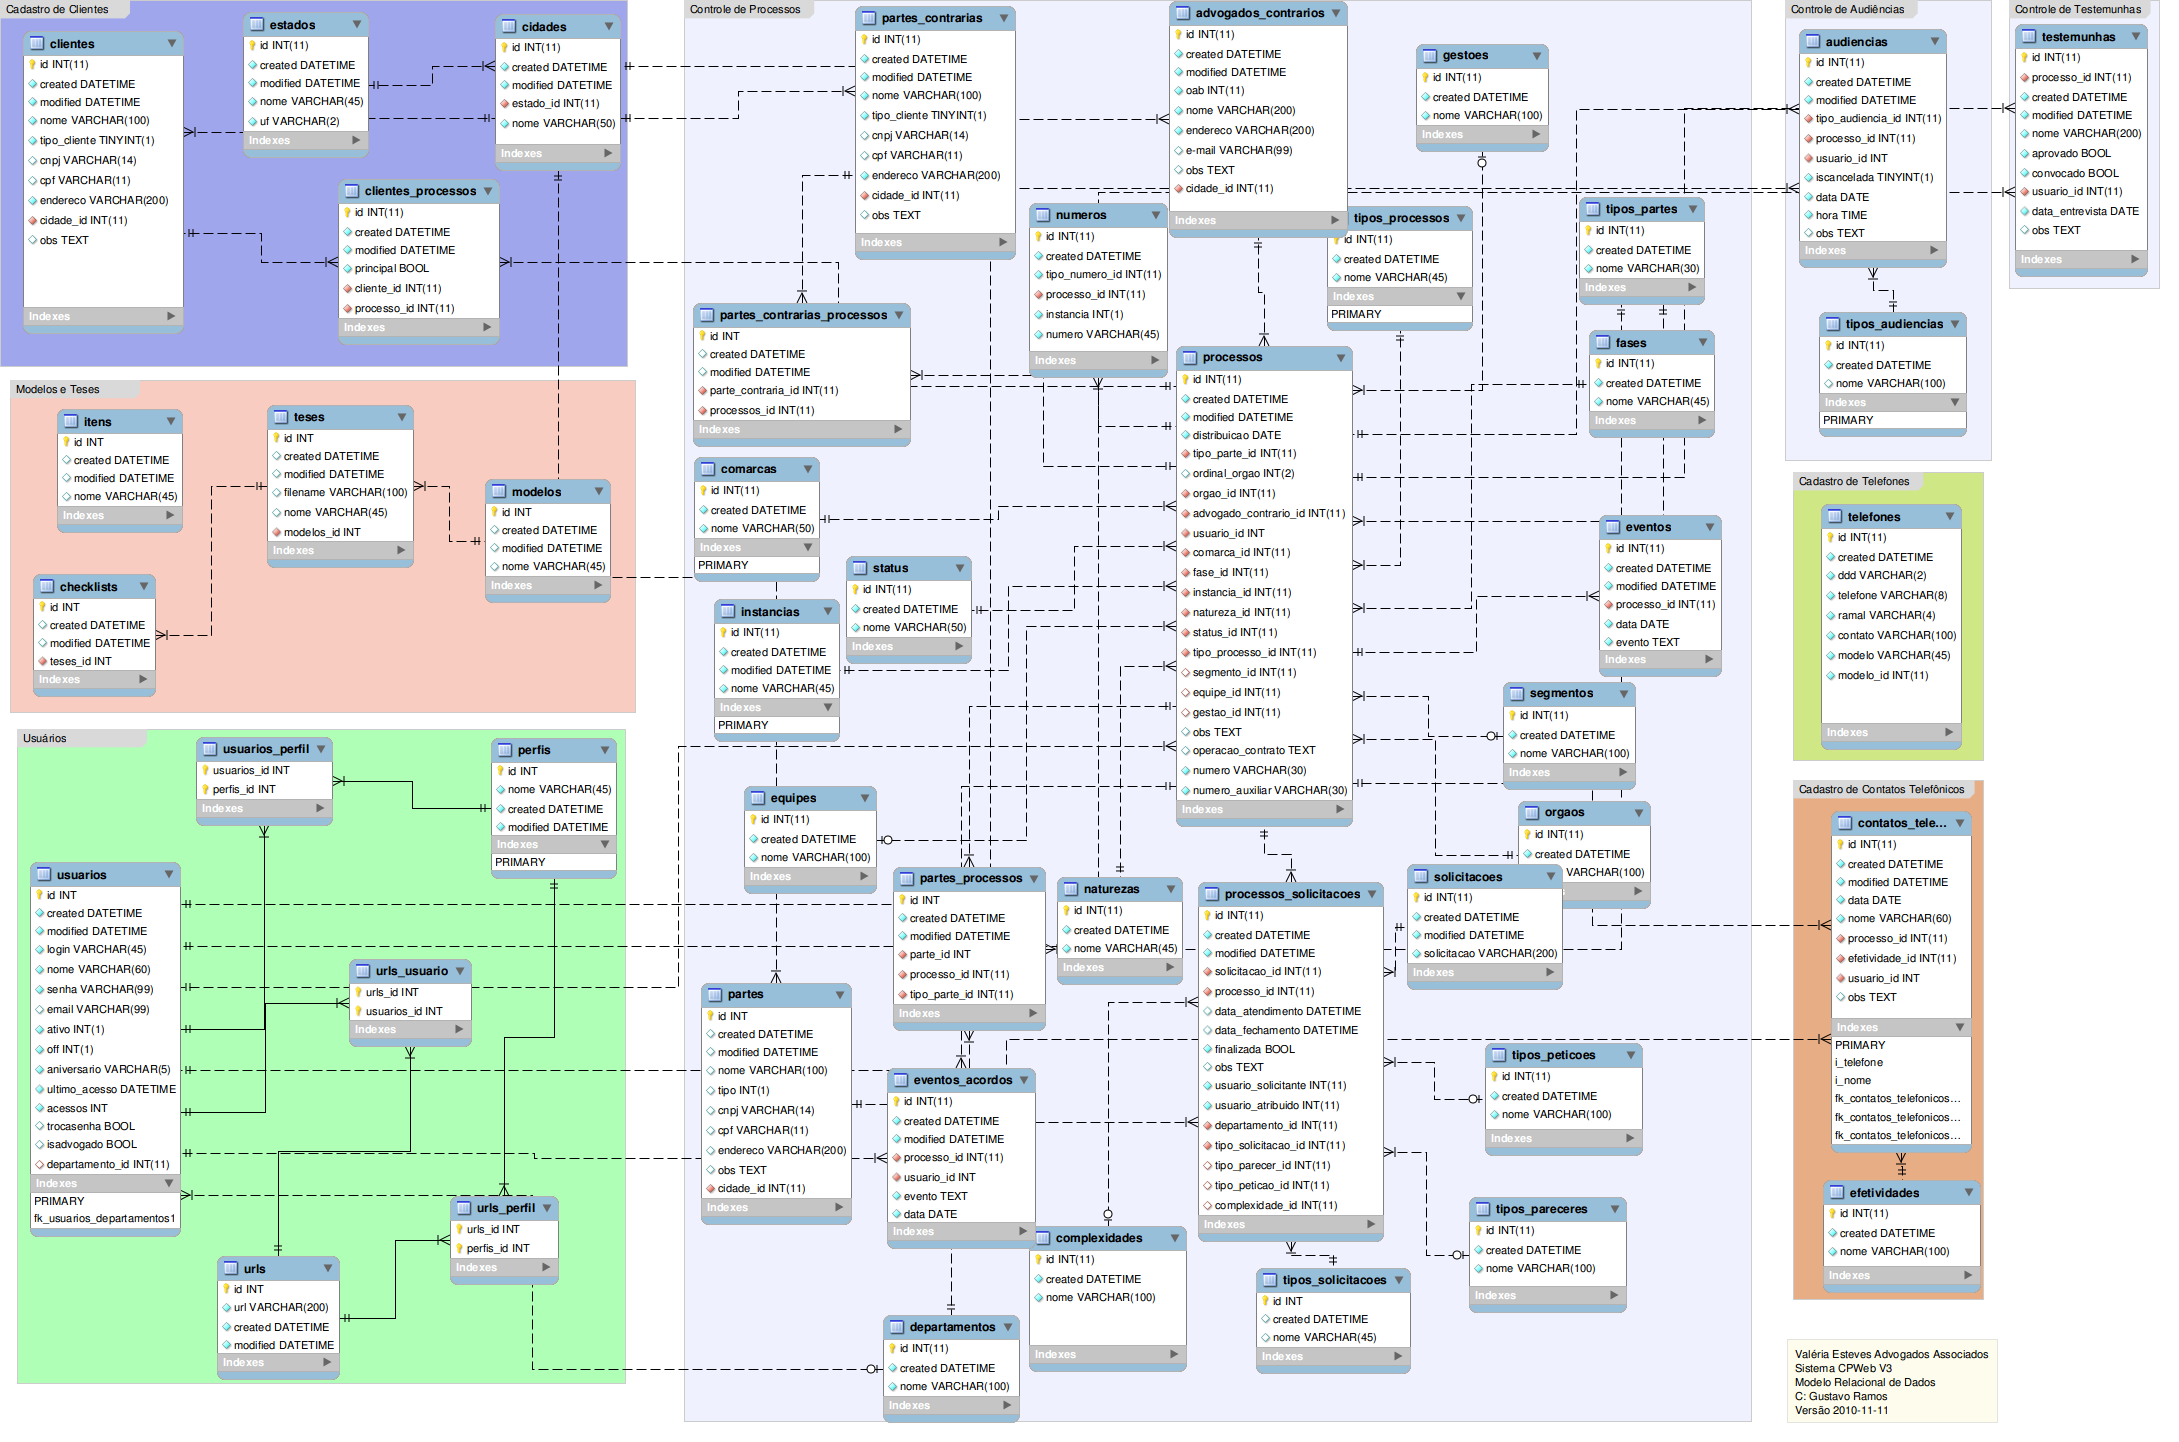 Cadastro de Clientes
clientes
id INT(11)
created DATETIME
modified DATETIME
nome VARCHAR(100)
tipo_cliente TINYINT(1)
cnpj VARCHAR(14)
cpf VARCHAR(11)
endereco VARCHAR(200)
cidade_id INT(11)
obs TEXT
Indexes
estados
id INT(11)
created DATETIME
modified DATETIME
nome VARCHAR(45)
uf VARCHAR(2)
Indexes
cidades
id INT(11)
created DATETIME
modified DATETIME
estado_id INT(11)
nome VARCHAR(50)
Indexes
clientes_processos
id INT(11)
created DATETIME
modified DATETIME
principal BOOL
cliente_id INT(11)
processo_id INT(11)
Indexes
Modelos e Teses
itens
id INT
created DATETIME
modified DATETIME
nome VARCHAR(45)
Indexes
teses
id INT
created DATETIME
modified DATETIME
filename VARCHAR(100)
nome VARCHAR(45)
modelos_id INT
Indexes
modelos
id INT
created DATETIME
modified DATETIME
nome VARCHAR(45)
Indexes
checklists
id INT
created DATETIME
modified DATETIME
teses_id INT
Indexes
Usuários
usuarios_perfil
usuarios_id INT
perfis_id INT
Indexes
perfis
id INT
nome VARCHAR(45)
created DATETIME
modified DATETIME
Indexes
PRIMARY
usuarios
id INT
created DATETIME
modified DATETIME
login VARCHAR(45)
nome VARCHAR(60)
senha VARCHAR(99)
email VARCHAR(99)
ativo INT(1)
off INT(1)
aniversario VARCHAR(5)
ultimo_acesso DATETIME
acessos INT
trocasenha BOOL
isadvogado BOOL
departamento_id INT(11)
Indexes
PRIMARY
fk_usuarios_departamentos1
urls_usuario
urls_id INT
usuarios_id INT
Indexes
urls_perfil
urls_id INT
perfis_id INT
Indexes
urls
id INT
url VARCHAR(200)
created DATETIME
modified DATETIME
Indexes
Controle de Processos
partes_contrarias
id INT(11)
created DATETIME
modified DATETIME
nome VARCHAR(100)
tipo_cliente TINYINT(1)
cnpj VARCHAR(14)
cpf VARCHAR(11)
endereco VARCHAR(200)
cidade_id INT(11)
obs TEXT
Indexes
advogados_contrarios
id INT(11)
created DATETIME
modified DATETIME
oab INT(11)
nome VARCHAR(200)
endereco VARCHAR(200)
e-mail VARCHAR(99)
obs TEXT
cidade_id INT(11)
Indexes
gestoes
id INT(11)
created DATETIME
nome VARCHAR(100)
Indexes
numeros
id INT(11)
created DATETIME
tipo_numero_id INT(11)
processo_id INT(11)
instancia INT(1)
numero VARCHAR(45)
Indexes
tipos_processos
id INT(11)
created DATETIME
nome VARCHAR(45)
Indexes
PRIMARY
tipos_partes
id INT(11)
created DATETIME
nome VARCHAR(30)
Indexes
fases
id INT(11)
created DATETIME
nome VARCHAR(45)
Indexes
partes_contrarias_processos
id INT
created DATETIME
modified DATETIME
parte_contraria_id INT(11)
processos_id INT(11)
Indexes
processos
id INT(11)
created DATETIME
modified DATETIME
distribuicao DATE
tipo_parte_id INT(11)
ordinal_orgao INT(2)
orgao_id INT(11)
advogado_contrario_id INT(11)
usuario_id INT
comarca_id INT(11)
fase_id INT(11)
instancia_id INT(11)
natureza_id INT(11)
status_id INT(11)
tipo_processo_id INT(11)
segmento_id INT(11)
equipe_id INT(11)
gestao_id INT(11)
obs TEXT
operacao_contrato TEXT
numero VARCHAR(30)
numero_auxiliar VARCHAR(30)
Indexes
comarcas
id INT(11)
created DATETIME
nome VARCHAR(50)
Indexes
PRIMARY
status
id INT(11)
created DATETIME
nome VARCHAR(50)
Indexes
instancias
id INT(11)
created DATETIME
modified DATETIME
nome VARCHAR(45)
Indexes
PRIMARY
eventos
id INT(11)
created DATETIME
modified DATETIME
processo_id INT(11)
data DATE
evento TEXT
Indexes
segmentos
id INT(11)
created DATETIME
nome VARCHAR(100)
Indexes
orgaos
id INT(11)
created DATETIME
VARCHAR(100)
equipes
id INT(11)
created DATETIME
nome VARCHAR(100)
Indexes
partes_processos
id INT
created DATETIME
modified DATETIME
parte_id INT
processo_id INT(11)
tipo_parte_id INT(11)
Indexes
naturezas
id INT(11)
created DATETIME
nome VARCHAR(45)
Indexes
processos_solicitacoes
id INT(11)
created DATETIME
modified DATETIME
solicitacao_id INT(11)
processo_id INT(11)
data_atendimento DATETIME
data_fechamento DATETIME
finalizada BOOL
obs TEXT
usuario_solicitante INT(11)
usuario_atribuido INT(11)
departamento_id INT(11)
tipo_solicitacao_id INT(11)
tipo_parecer_id INT(11)
tipo_peticao_id INT(11)
complexidade_id INT(11)
Indexes
solicitacoes
id INT(11)
created DATETIME
modified DATETIME
solicitacao VARCHAR(200)
Indexes
partes
id INT
created DATETIME
modified DATETIME
nome VARCHAR(100)
tipo INT(1)
cnpj VARCHAR(14)
cpf VARCHAR(11)
endereco VARCHAR(200)
obs TEXT
cidade_id INT(11)
Indexes
eventos_acordos
id INT(11)
created DATETIME
modified DATETIME
processo_id INT(11)
usuario_id INT
evento TEXT
data DATE
Indexes
tipos_peticoes
id INT(11)
created DATETIME
nome VARCHAR(100)
Indexes
tipos_pareceres
id INT(11)
created DATETIME
nome VARCHAR(100)
Indexes
complexidades
id INT(11)
created DATETIME
nome VARCHAR(100)
Indexes
tipos_solicitacoes
id INT
created DATETIME
nome VARCHAR(45)
Indexes
departamentos
id INT(11)
created DATETIME
nome VARCHAR(100)
Indexes
Controle de Audiências
audiencias
id INT(11)
created DATETIME
modified DATETIME
tipo_audiencia_id INT(11)
processo_id INT(11)
usuario_id INT
iscancelada TINYINT(1)
data DATE
hora TIME
obs TEXT
Indexes
tipos_audiencias
id INT(11)
created DATETIME
nome VARCHAR(100)
Indexes
PRIMARY
Controle de Testemunhas
testemunhas
id INT(11)
processo_id INT(11)
created DATETIME
modified DATETIME
nome VARCHAR(200)
aprovado BOOL
convocado BOOL
usuario_id INT(11)
data_entrevista DATE
obs TEXT
Indexes
Cadastro de Telefones
telefones
id INT(11)
created DATETIME
ddd VARCHAR(2)
telefone VARCHAR(8)
ramal VARCHAR(4)
contato VARCHAR(100)
modelo VARCHAR(45)
modelo_id INT(11)
Indexes
Cadastro de Contatos Telefônicos
contatos_tele...
id INT(11)
created DATETIME
modified DATETIME
data DATE
nome VARCHAR(60)
processo_id INT(11)
efetividade_id INT(11)
usuario_id INT
obs TEXT
Indexes
PRIMARY
i_telefone
i_nome
fk_contatos_telefonicos...
fk_contatos_telefonicos...
fk_contatos_telefonicos...
efetividades
id INT(11)
created DATETIME
nome VARCHAR(100)
Indexes
Valéria Esteves Advogados Associados
Sistema CPWeb V3
Modelo Relacional de Dados
C: Gustavo Ramos
Versão 2010-11-11